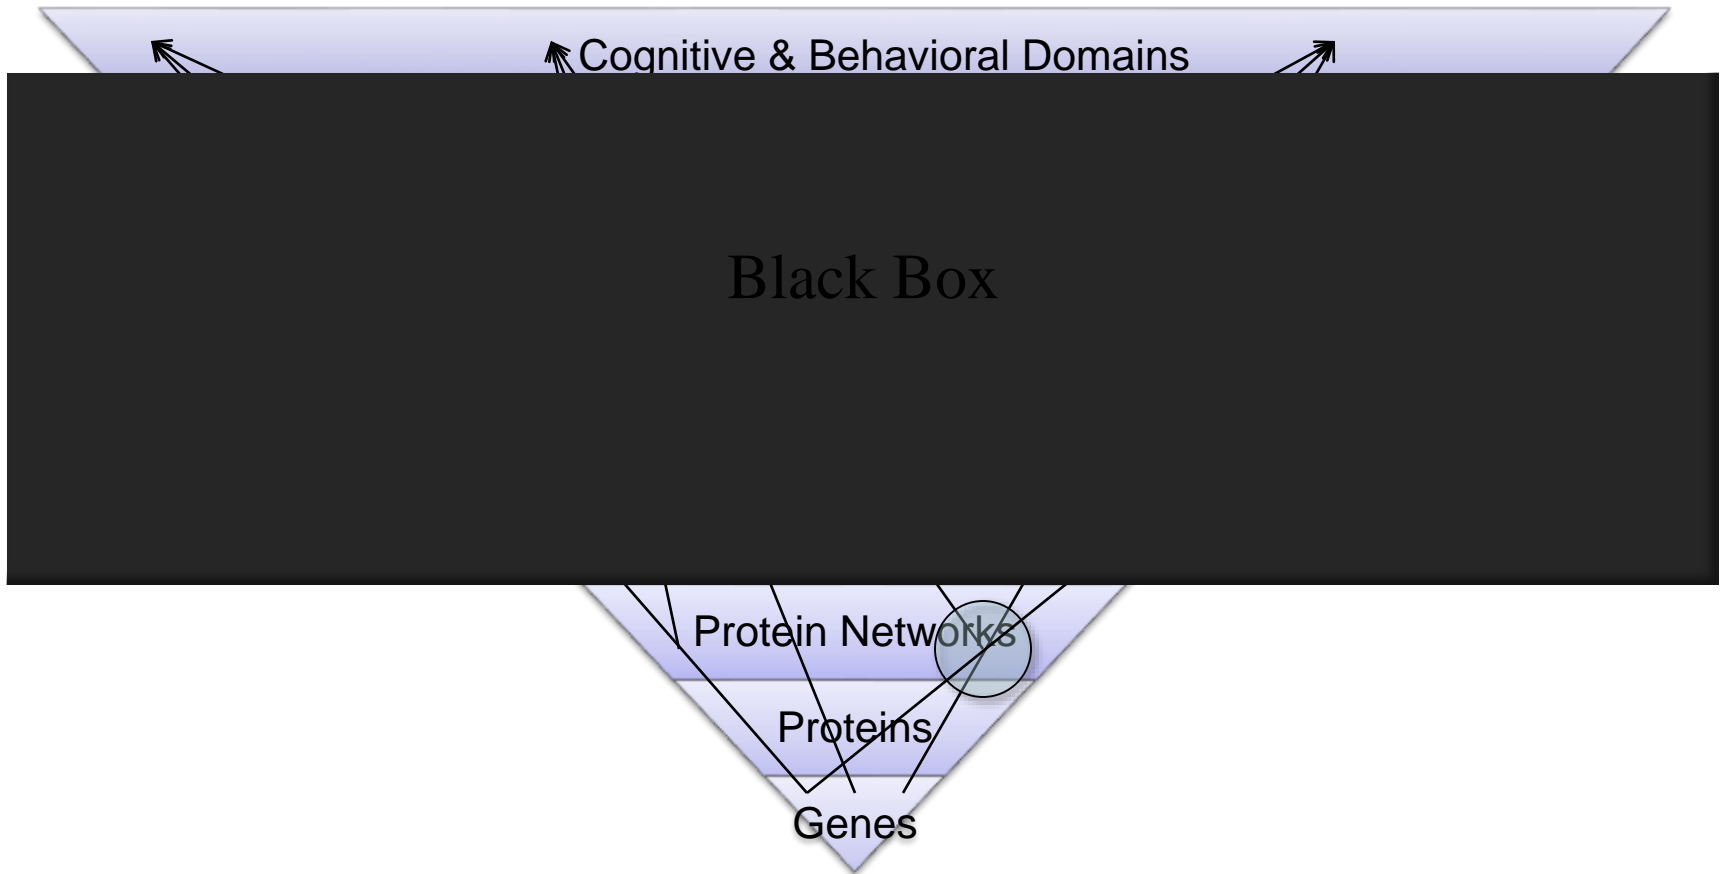 Cognitive & Behavioral Domains
Black Box
Protein Networks
Proteins
Genes